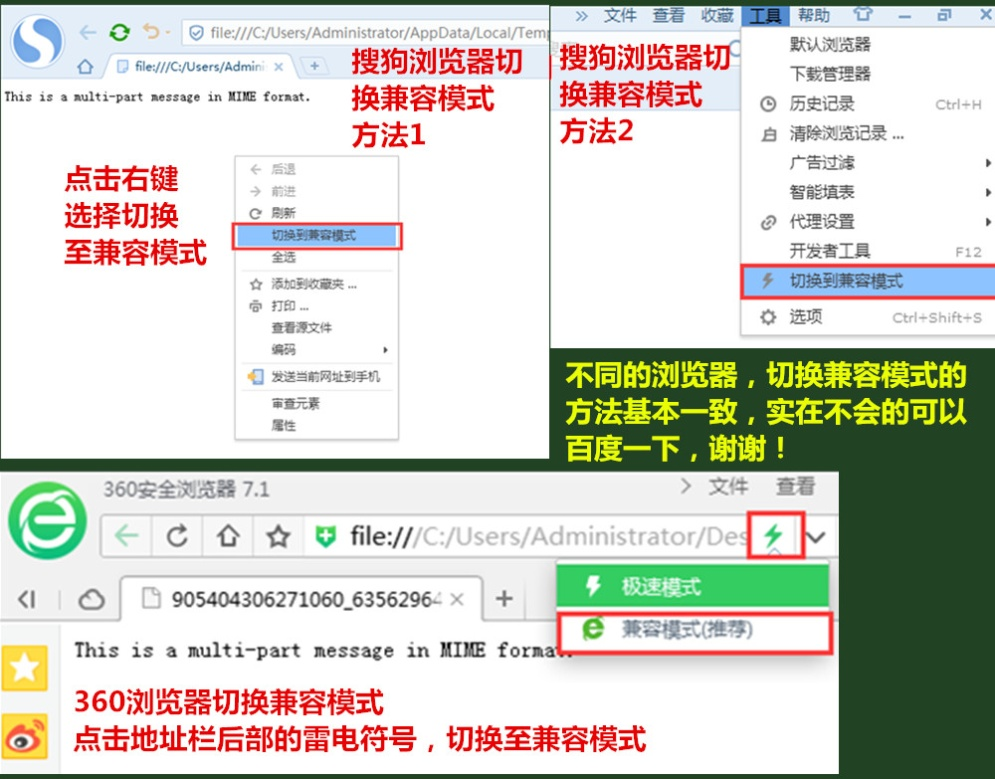 file:///C:/Users/Administrator/AppData/Local/Temp
file:///C:/Users/Admini
This is a multi-part message in MIME format.
搜狗浏览器切
换兼容模式
方法1
点击右键
选择切换
至兼容模式
后退
前进
刷新
切换到兼容模式
全选
添加到收藏夹 ...
打印 ...
查看源文件
编码
发送当前网址到手机
审查元素
属性
» 文件 查看 收藏 工具 帮助
搜狗浏览器切
换兼容模式
方法2
默认浏览器
下载管理器
历史记录 Ctrl+H
清除浏览记录 ...
广告过滤
智能填表
代理设置
开发者工具 F12
切换到兼容模式
选项 Ctrl+Shift+S
不同的浏览器，切换兼容模式的
方法基本一致，实在不会的可以
百度一下，谢谢！
360安全浏览器 7.1
文件 查看
file:///C:/Users/Administrator/Des
极速模式
905404306271060_63562964
兼容模式(推荐)
This is a multi-part message in MIME format.
360浏览器切换兼容模式
点击地址栏后部的雷电符号，切换至兼容模式